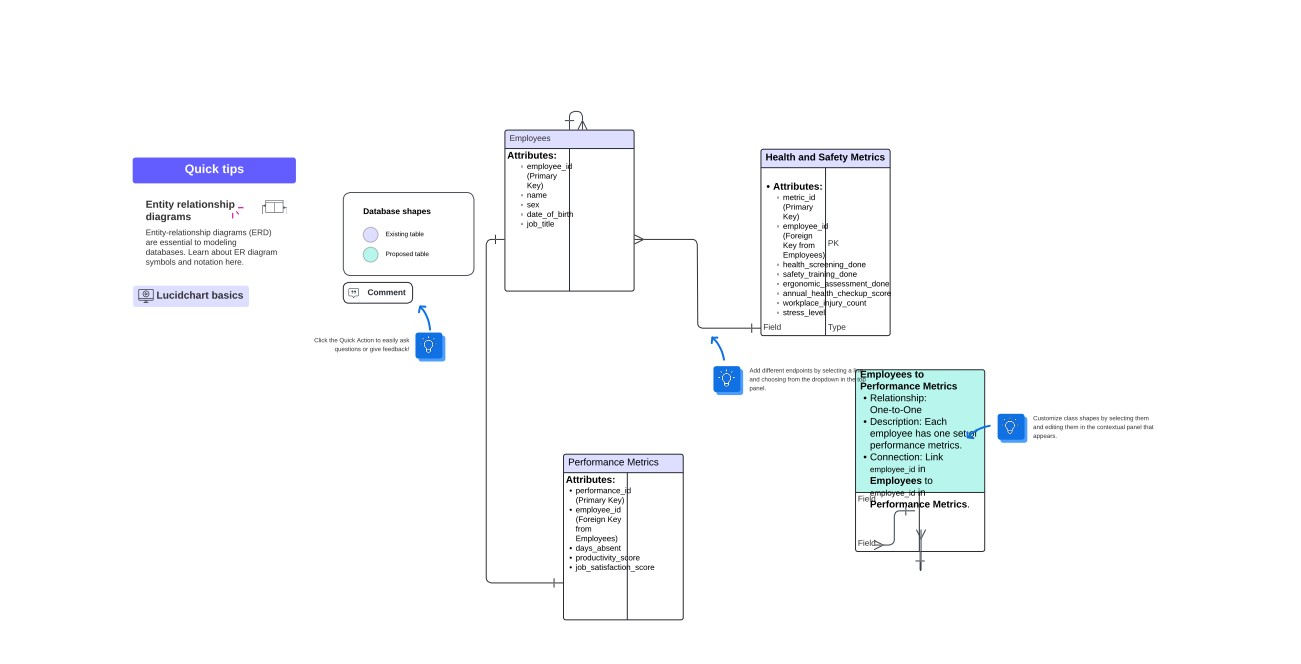 Quick tips
Entity relationship
diagrams
Entity-relationship diagrams (ERD)
are essential to modeling
databases. Learn about ER diagram
symbols and notation here.
Lucidchart basics
Database shapes
Existing table
Proposed table
Comment
Click the Quick Action to easily ask
questions or give feedback!
Employees
Attributes:
employee_id
(Primary
Key)
name
sex
date_of_birth
job_title
Health and Safety Metrics
• Attributes:
metric_id
(Primary
Key)
employee_id
(Foreign
Key from
Employees)
PK
health_screening_done
safety_training_done
ergonomic_assessment_done
annual_health_checkup_score
workplace_injury_count
stress_level
Field
Type
Add different endpoints by selecting a
and choosing from the dropdown in the top
panel.
Employees to
Performance Metrics
• Relationship:
One-to-One
• Description: Each
employee has one set of
performance metrics.
• Connection: Link
employee_id in
Employees to
employee_id in
Performance Metrics.
Field
Field
Customize class shapes by selecting them
and editing them in the contextual panel that
appears.
Performance Metrics
Attributes:
• performance_id
(Primary Key)
• employee_id
(Foreign Key
from
Employees)
• days_absent
• productivity_score
• job_satisfaction_score